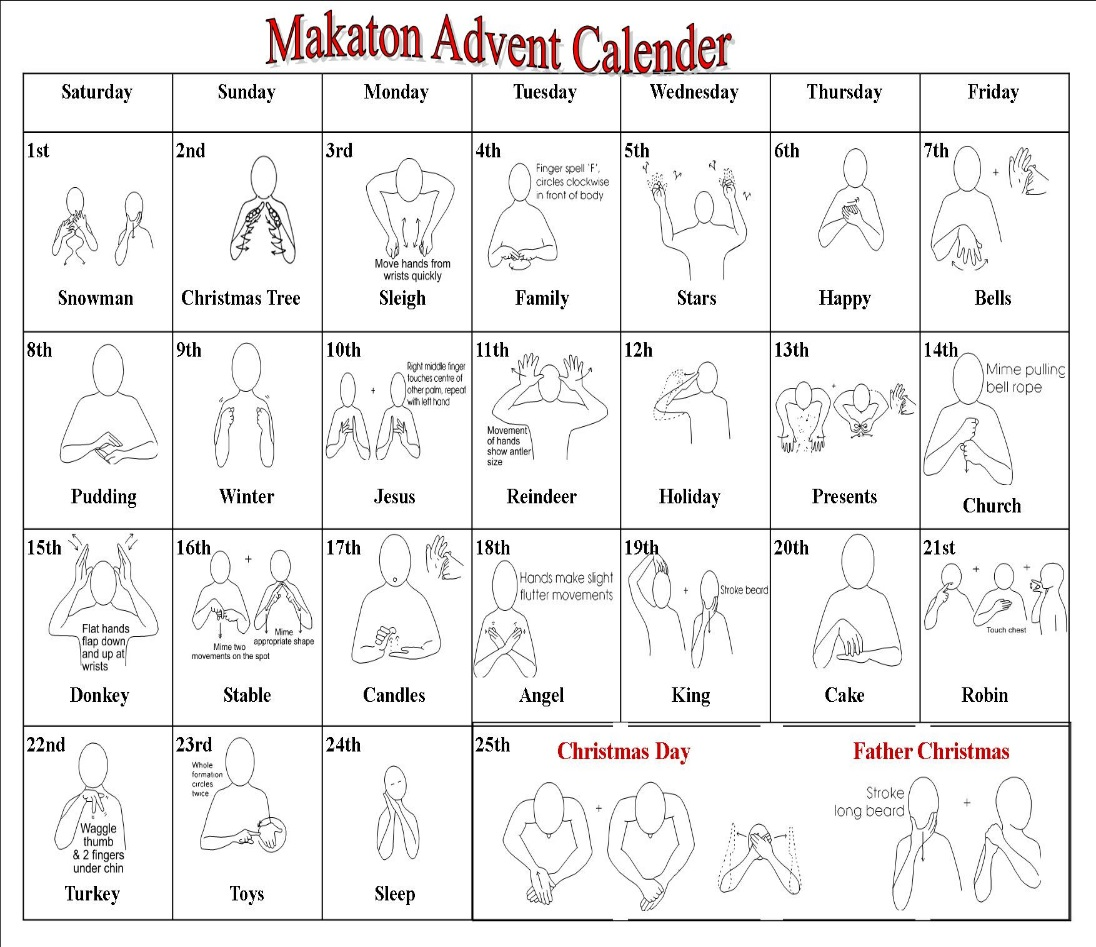 Makaton Advent Calender
Saturday
Sunday
Monday
Tuesday
Wednesday
Thursday
Friday
1st
Snowman
2nd
Christmas Tree
3rd
Move hands from
wrists quickly
Sleigh
4th
Finger spell 'F',
circles clockwise
in front of body
Family
5th
Stars
6th
Happy
7th
+
Bells
8th
Pudding
9th
Winter
10th
+
Right middle finger
touches centre of
other palm, repeat
with left hand
Jesus
11th
Movement
of hands
show antler
size
Reindeer
12h
Holiday
13th
+
Presents
14th
Mime pulling
bell rope
Church
15th
Flat hands
flap down
and up at
wrists
Donkey
16th
+
Mime two
movements on the spot
Mime
appropriate shape
Stable
17th
Candles
18th
Hands make slight
flutter movements
Angel
19th
+
Stroke beard
King
20th
Cake
21st
+
+
Touch chest
Robin
22nd
Waggle
thumb
& 2 fingers
under chin
Turkey
23rd
Whole
formation
circles
twice
Toys
24th
Sleep
25th
Christmas Day
+
Father Christmas
Stroke
long beard
+